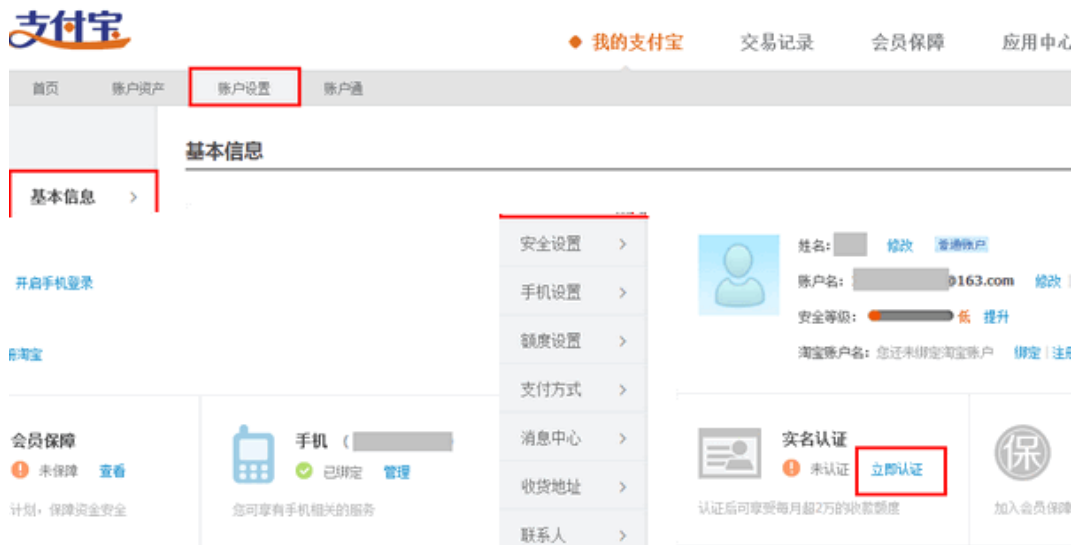 支付宝
我的支付宝 交易记录 会员保障 应用中心
首页 账户资产 账户设置 账户通
基本信息
基本信息
开启手机登录
册淘宝
会员保障
未保障 查看
计划，保障资金安全
手机 （
已绑定 管理
您可享有手机相关的服务
安全设置
手机设置
额度设置
支付方式
消息中心
收货地址
联系人
姓名： 修改 普通账户
账户名： @163.com 修改
安全等级： 低 提升
淘宝账户名：您还未绑定淘宝账户 绑定 | 注册
实名认证
未认证 立即认证
认证后可享受每月超2万的收款额度
保
加入会员保障